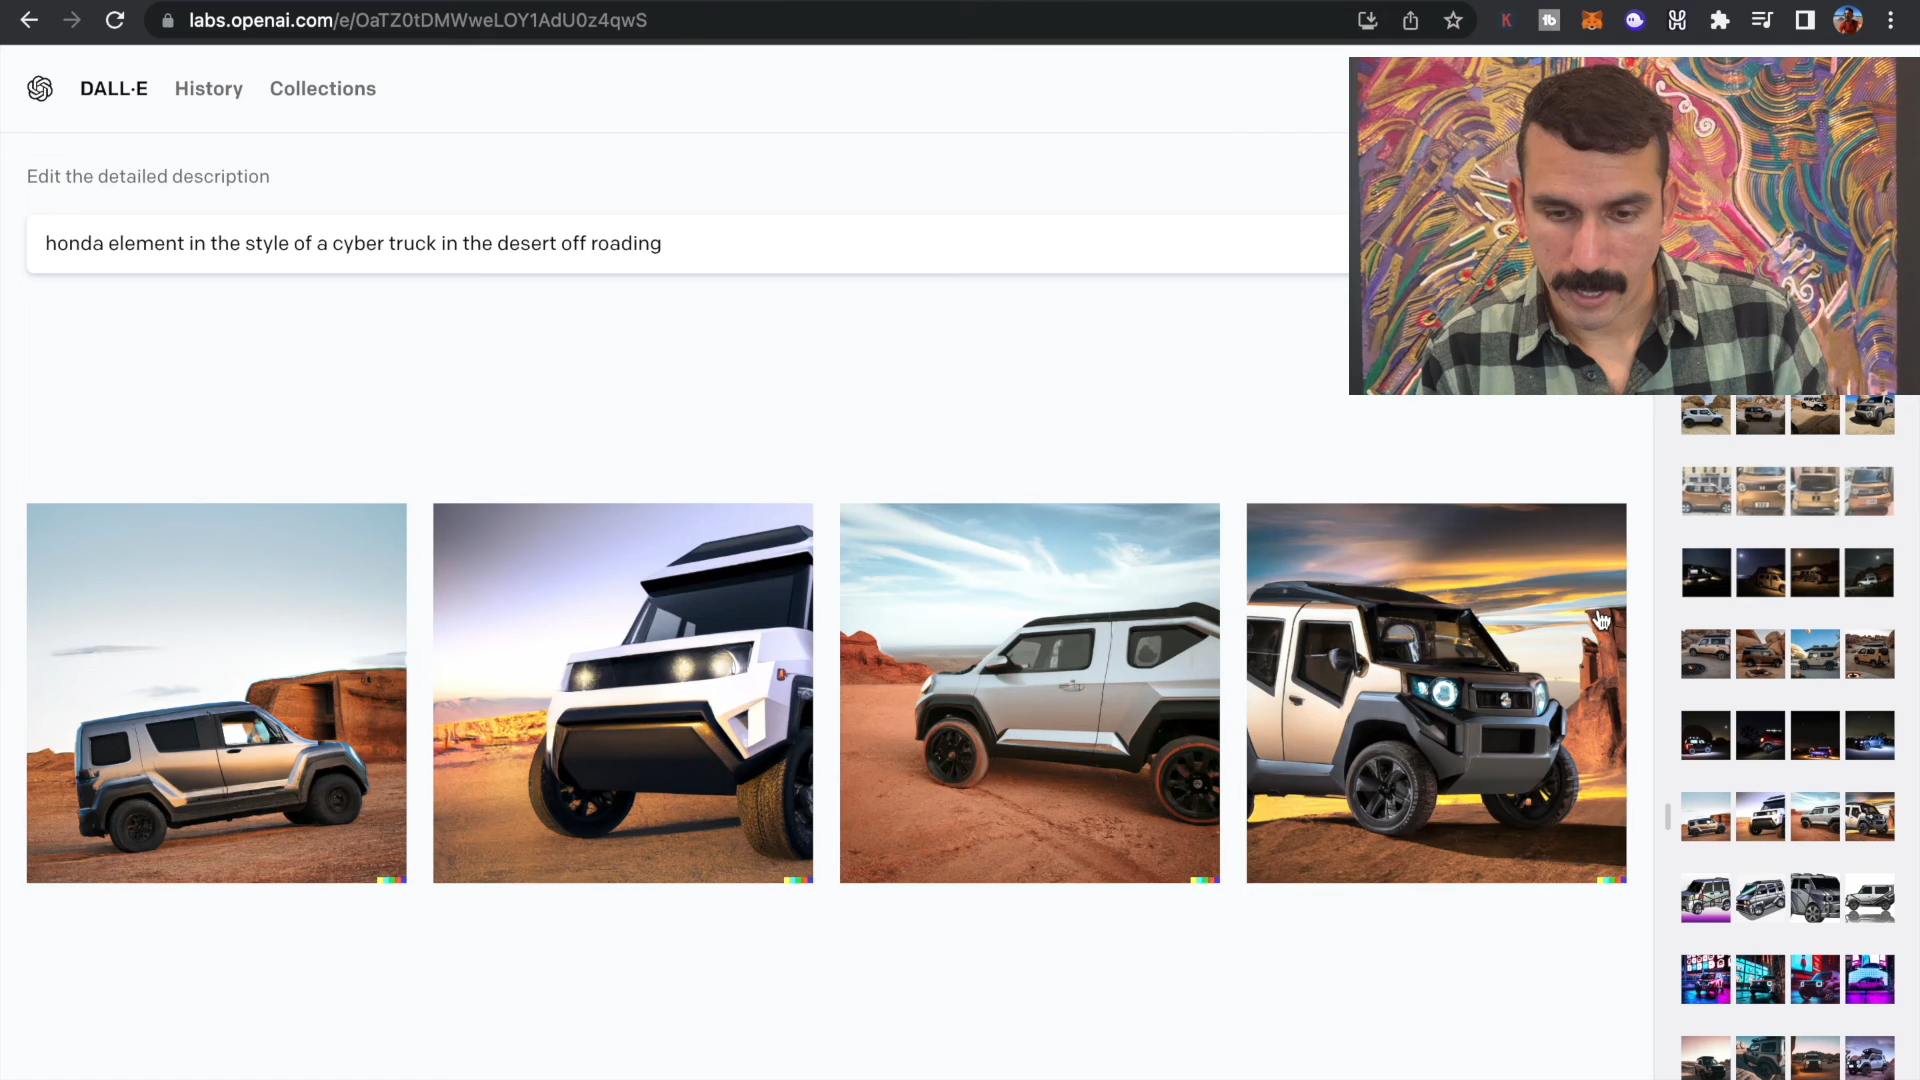 labs.openai.com/e/OaTZ0tDMWweLOY1AdU0z4qwS
K
tb
DALL·E History Collections
Edit the detailed description
honda element in the style of a cyber truck in the desert off roading